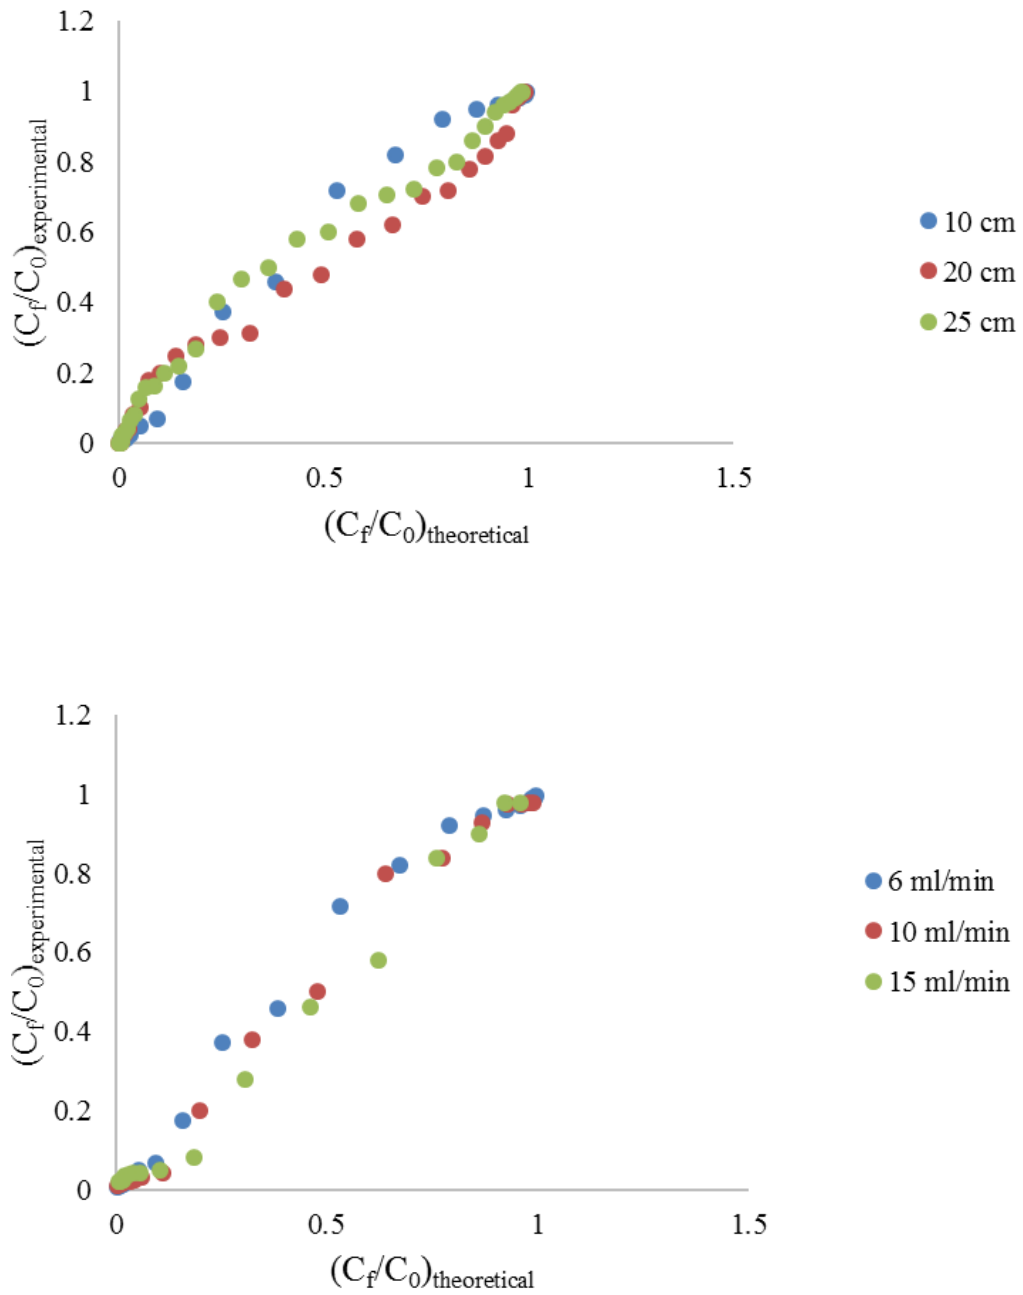 1.2
1
0.8
0.6
0.4
0.2
0
(Cf/C0)experimental
0 0.5 1 1.5
(Cf/C0)theoretical
10 cm
20 cm
25 cm
1.2
1
0.8
0.6
0.4
0.2
0
(Cf/C0)experimental
0 0.5 1 1.5
(Cf/C0)theoretical
6 ml/min
10 ml/min
15 ml/min